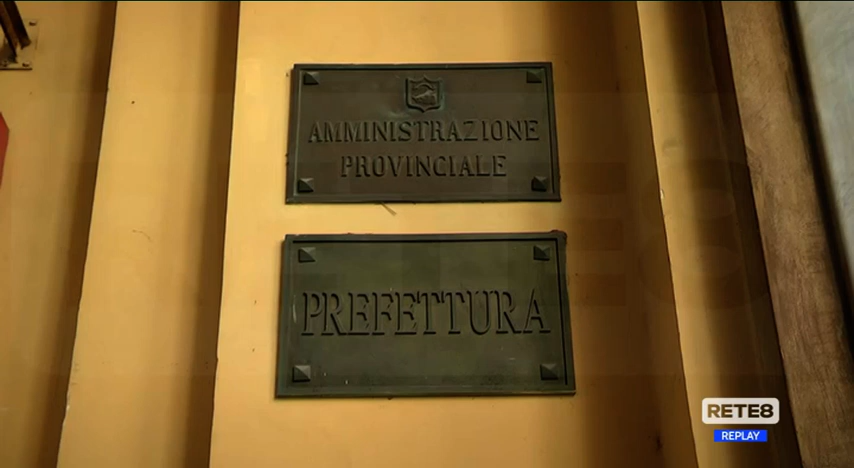 AMMINISTRAZIONE
PROVINCIALE
PREFETTURA
RETE8
REPLAY